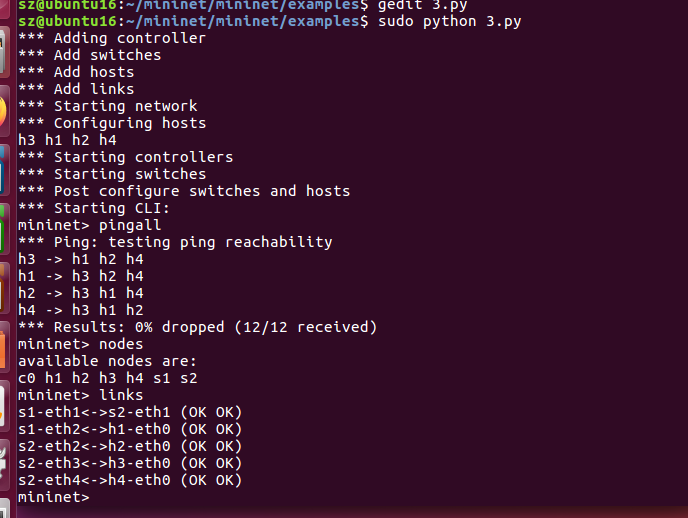 sz@ubuntu16:~/mininet/mininet/examples$ gedit 3.py
sz@ubuntu16:~/mininet/mininet/examples$ sudo python 3.py
*** Adding controller
*** Add switches
*** Add hosts
*** Add links
*** Starting network
*** Configuring hosts
h3 h1 h2 h4
*** Starting controllers
*** Starting switches
*** Post configure switches and hosts
*** Starting CLI:
mininet> pingall
*** Ping: testing ping reachability
h3 -> h1 h2 h4
h1 -> h3 h2 h4
h2 -> h3 h1 h4
h4 -> h3 h1 h2
*** Results: 0% dropped (12/12 received)
mininet> nodes
available nodes are:
c0 h1 h2 h3 h4 s1 s2
mininet> links
s1-eth1<->s2-eth1 (OK OK)
s1-eth2<->h1-eth0 (OK OK)
s2-eth2<->h2-eth0 (OK OK)
s2-eth3<->h3-eth0 (OK OK)
s2-eth4<->h4-eth0 (OK OK)
mininet>